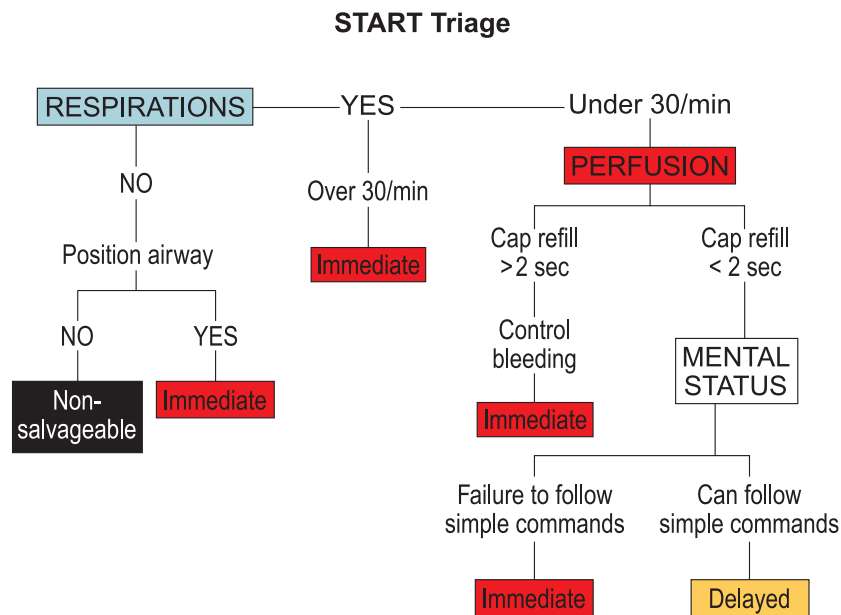 START Triage
RESPIRATIONS
YES
Under 30/min
NO
Over 30/min
PERFUSION
Position airway
Immediate
Cap refill
>2 sec
Cap refill
< 2 sec
NO
YES
Control
bleeding
MENTAL
STATUS
Non-
salvageable
Immediate
Immediate
Failure to follow
simple commands
Can follow
simple commands
Immediate
Delayed